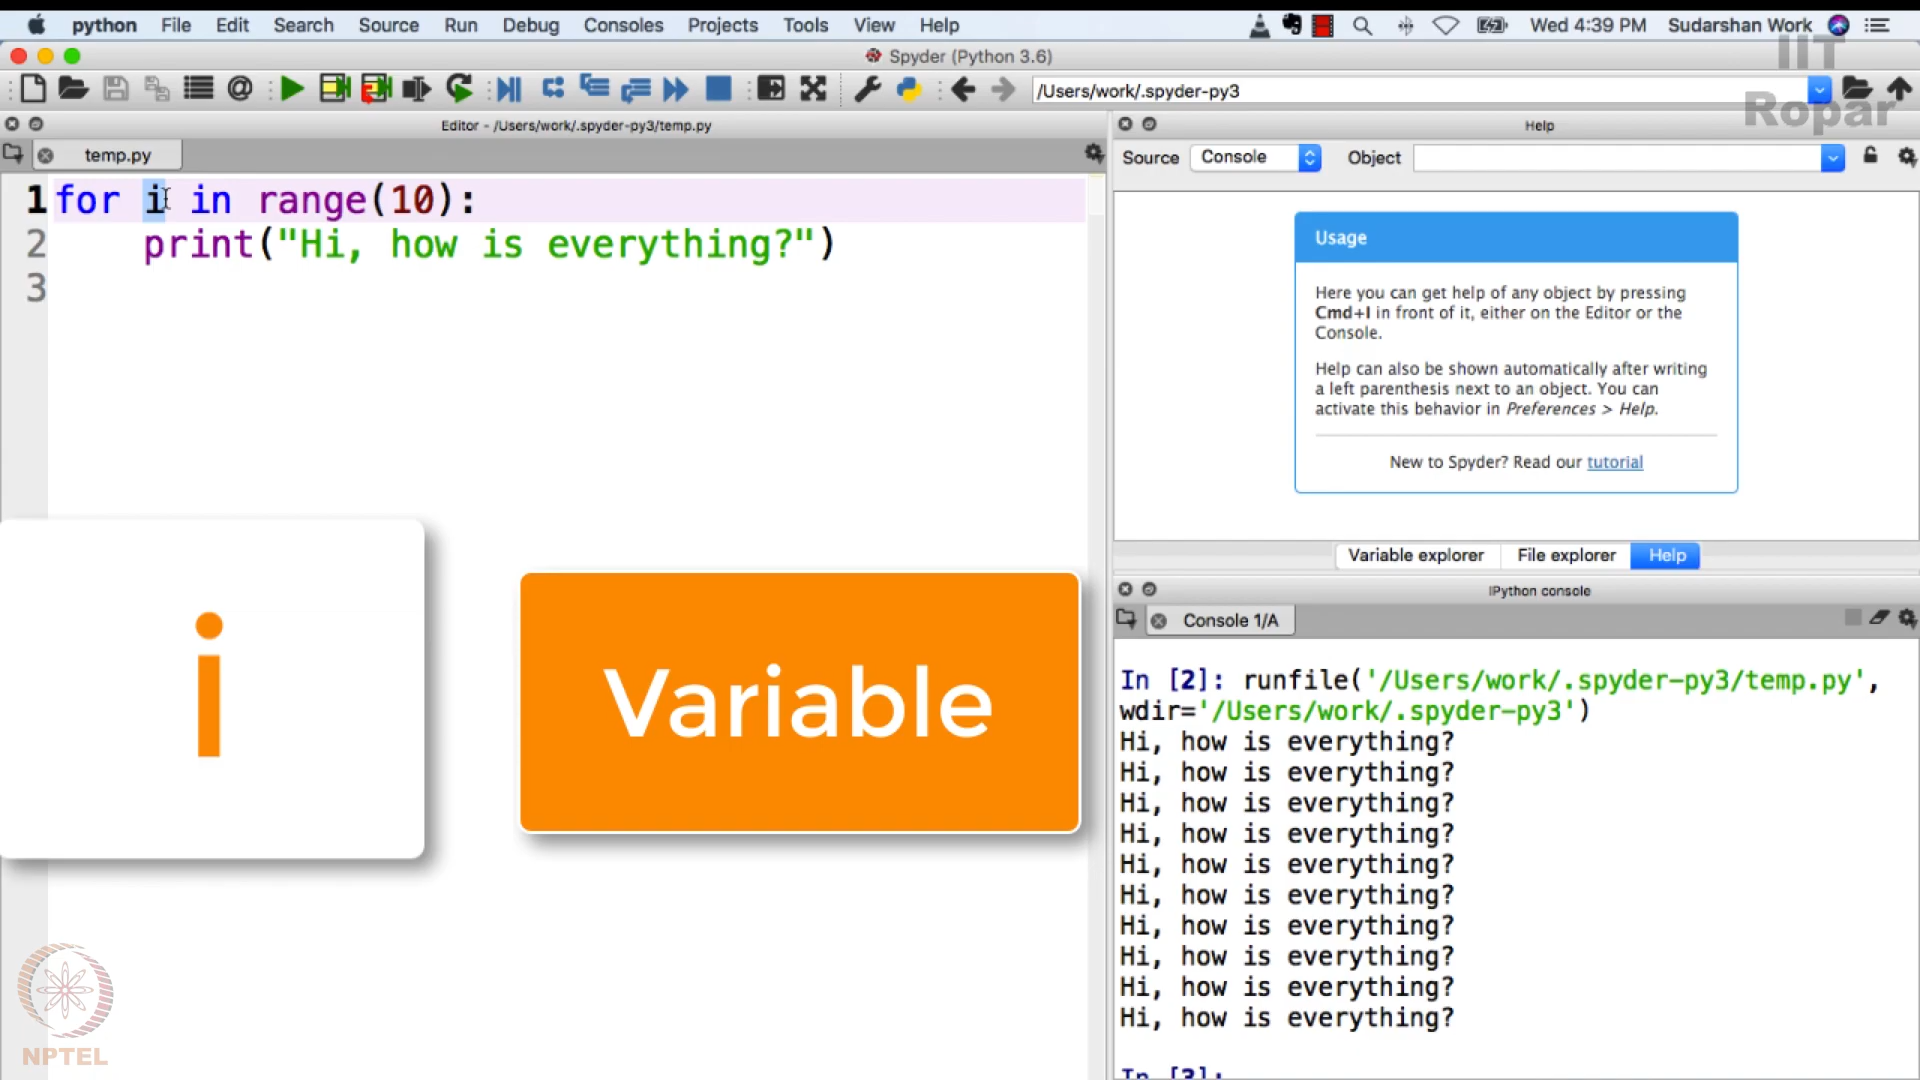 python File Edit Search Source Run Debug Consoles Projects Tools View Help Wed 4:39 PM Sudarshan Work
Spyder (Python 3.6)
IIT
Ropar
/Users/work/.spyder-py3
Editor - /Users/work/.spyder-py3/temp.py
temp.py
1 for i in range(10):
2 print("Hi, how is everything?")
3
i
Variable
NPTEL
Help
Source Console Object
Usage
Here you can get help of any object by pressing
Cmd+I in front of it, either on the Editor or the
Console.
Help can also be shown automatically after writing
a left parenthesis next to an object. You can
activate this behavior in Preferences > Help.
New to Spyder? Read our tutorial
Variable explorer File explorer Help
IPython console
Console 1/A
In [2]: runfile('/Users/work/.spyder-py3/temp.py',
wdir='/Users/work/.spyder-py3')
Hi, how is everything?
Hi, how is everything?
Hi, how is everything?
Hi, how is everything?
Hi, how is everything?
Hi, how is everything?
Hi, how is everything?
Hi, how is everything?
Hi, how is everything?
Hi, how is everything?
In [3]: